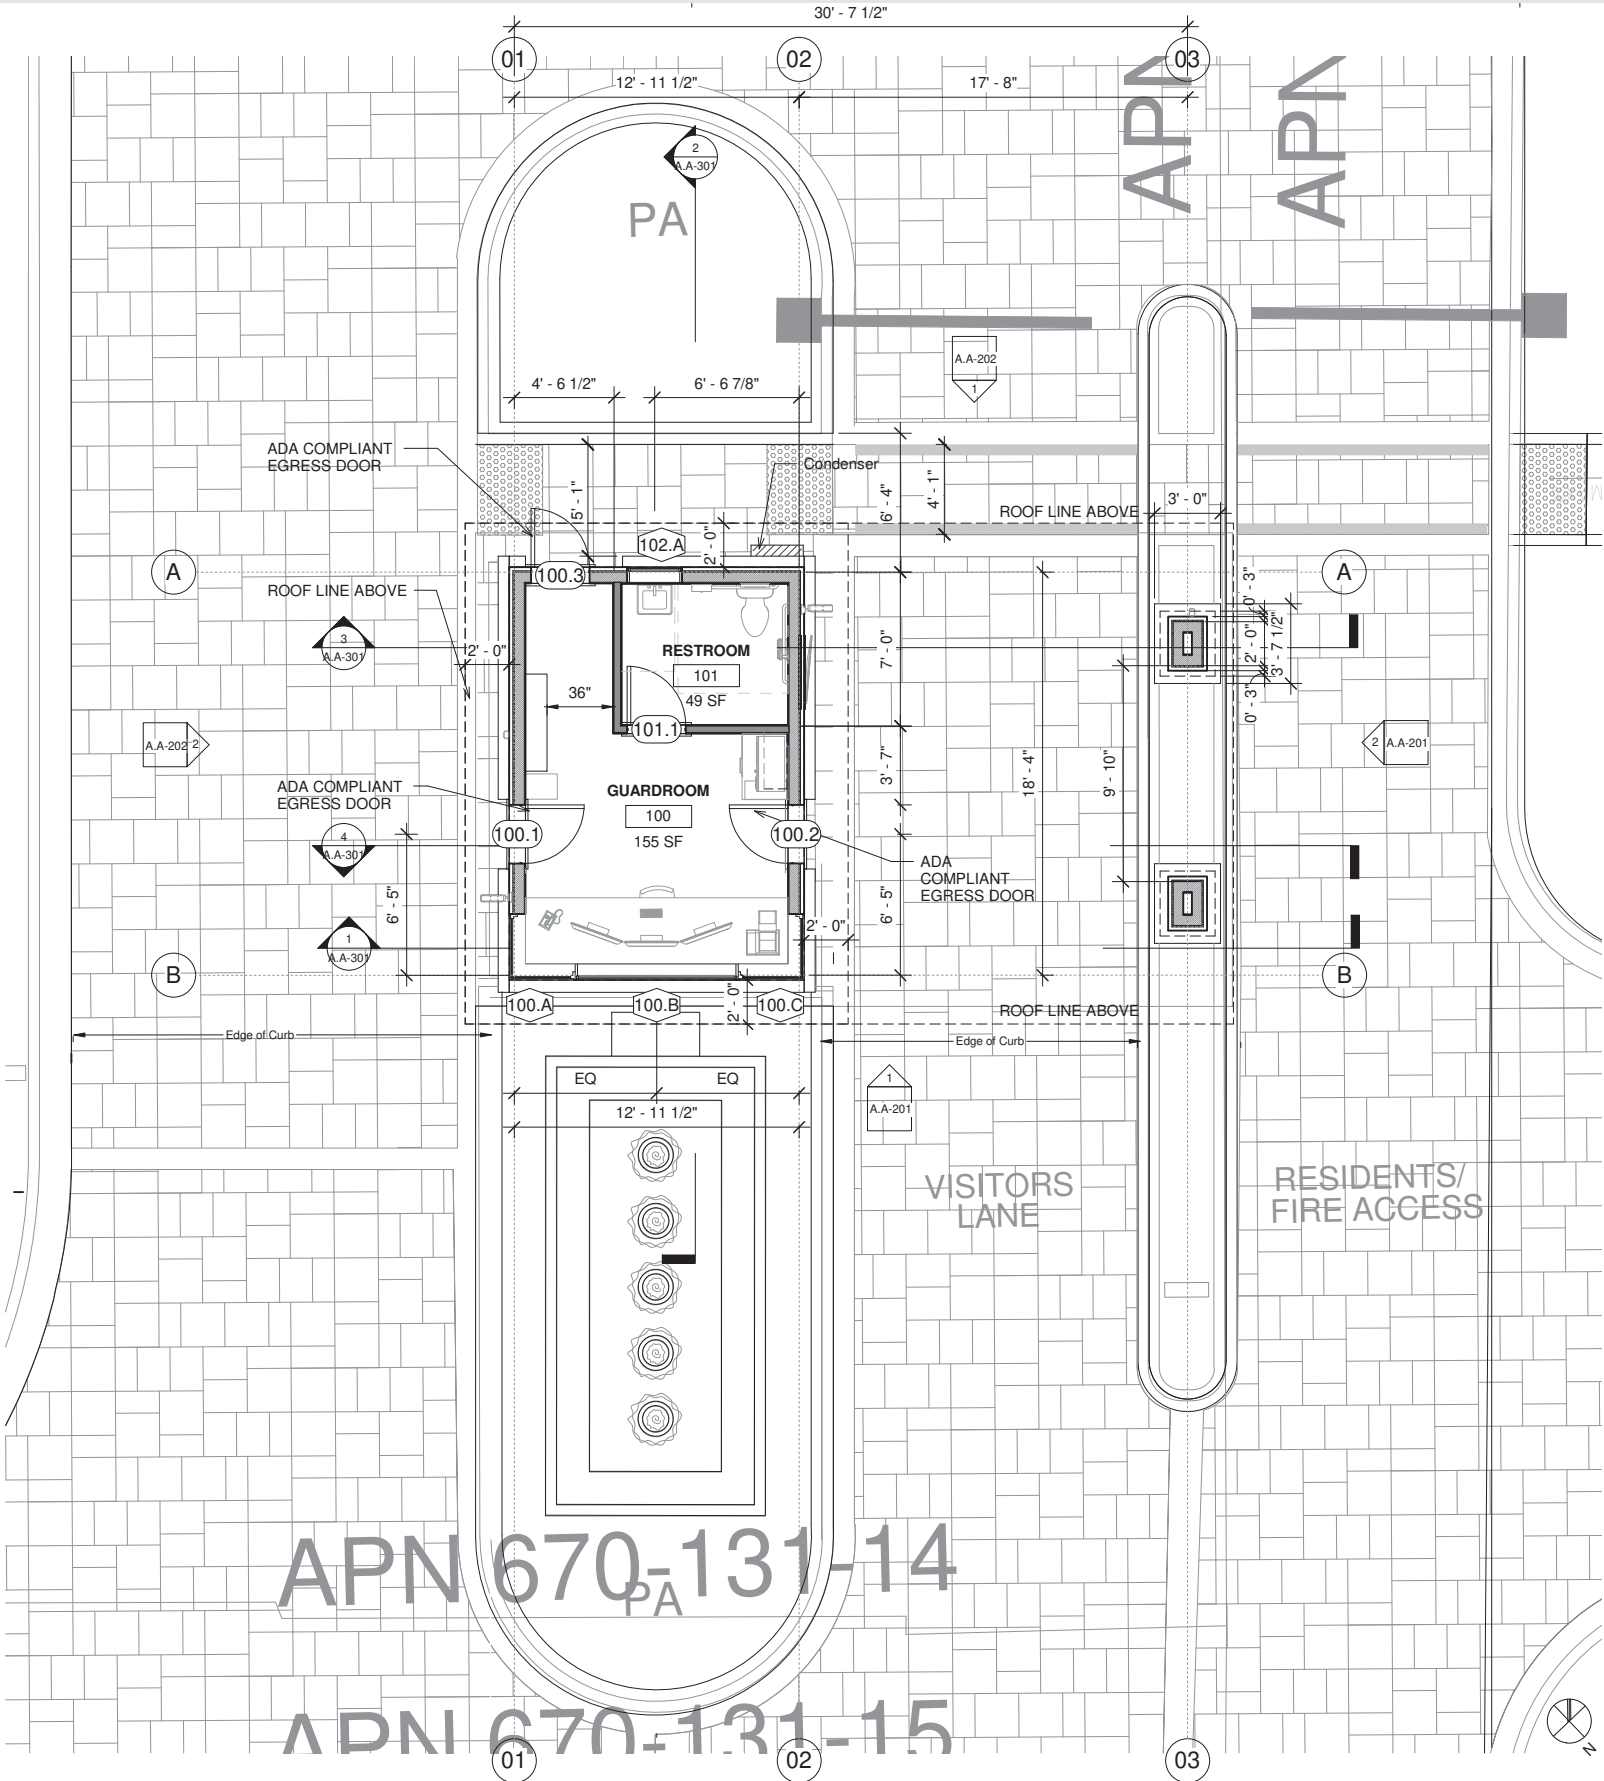 30' - 7 1/2"
01
02
03
12' - 11 1/2"
17' - 8"
APN
APN
2
A.A-301
PA
A.A-202
1
4' - 6 1/2"
6' - 6 7/8"
ADA COMPLIANT
EGRESS DOOR
Condenser
5' - 1"
6' - 4"
4' - 1"
3' - 0"
ROOF LINE ABOVE
2' - 0"
102.A
100.3
A
A
ROOF LINE ABOVE
3
A.A-301
2' - 0"
RESTROOM
101
49 SF
36"
101.1
7' - 0"
0' - 3"
2' - 0"
3' - 7 1/2"
0' - 3"
A.A-202
2
2
A.A-201
3' - 7"
18' - 4"
9' - 10"
ADA COMPLIANT
EGRESS DOOR
GUARDROOM
100
155 SF
100.1
100.2
4
A.A-301
ADA
COMPLIANT
EGRESS DOOR
6' - 5"
6' - 5"
2' - 0"
1
A.A-301
B
B
100.A
100.B
100.C
2' - 0"
ROOF LINE ABOVE
Edge of Curb
Edge of Curb
EQ
EQ
12' - 11 1/2"
1
A.A-201
VISITORS
LANE
RESIDENTS/
FIRE ACCESS
APN 670-131-14
PA
APN 670-131-15
01
02
03
N